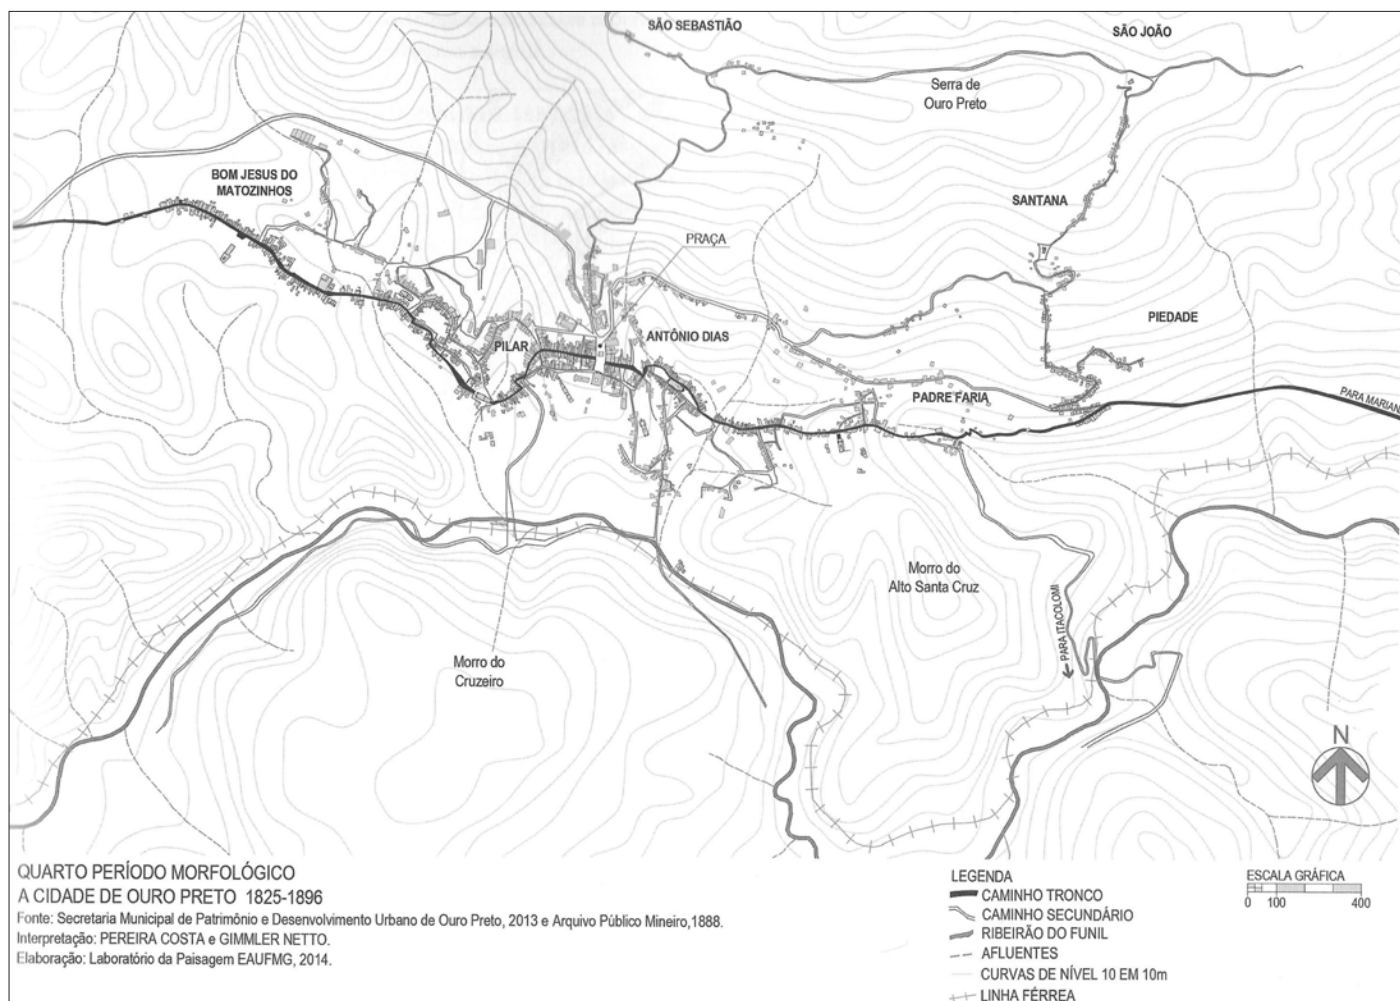 SÃO SEBASTIÃO
SÃO JOÃO
Serra de
Ouro Preto
BOM JESUS DO
MATOZINHOS
SANTANA
PRAÇA
PIEDADE
ANTÔNIO DIAS
PILAR
PADRE FARIA
PARA MARIAN
Morro do
Alto Santa Cruz
PARA ITACOLOMI
Morro do
Cruzeiro
N
QUARTO PERÍODO MORFOLÓGICO
A CIDADE DE OURO PRETO 1825-1896
Fonte: Secretaria Municipal de Patrimônio e Desenvolvimento Urbano de Ouro Preto, 2013 e Arquivo Público Mineiro,1888.
Interpretação: PEREIRA COSTA e GIMMLER NETTO.
Elaboração: Laboratório da Paisagem EAUFMG, 2014.
LEGENDA
CAMINHO TRONCO
CAMINHO SECUNDÁRIO
RIBEIRÃO DO FUNIL
AFLUENTES
CURVAS DE NÍVEL 10 EM 10m
LINHA FÉRREA
ESCALA GRÁFICA
0 100 400